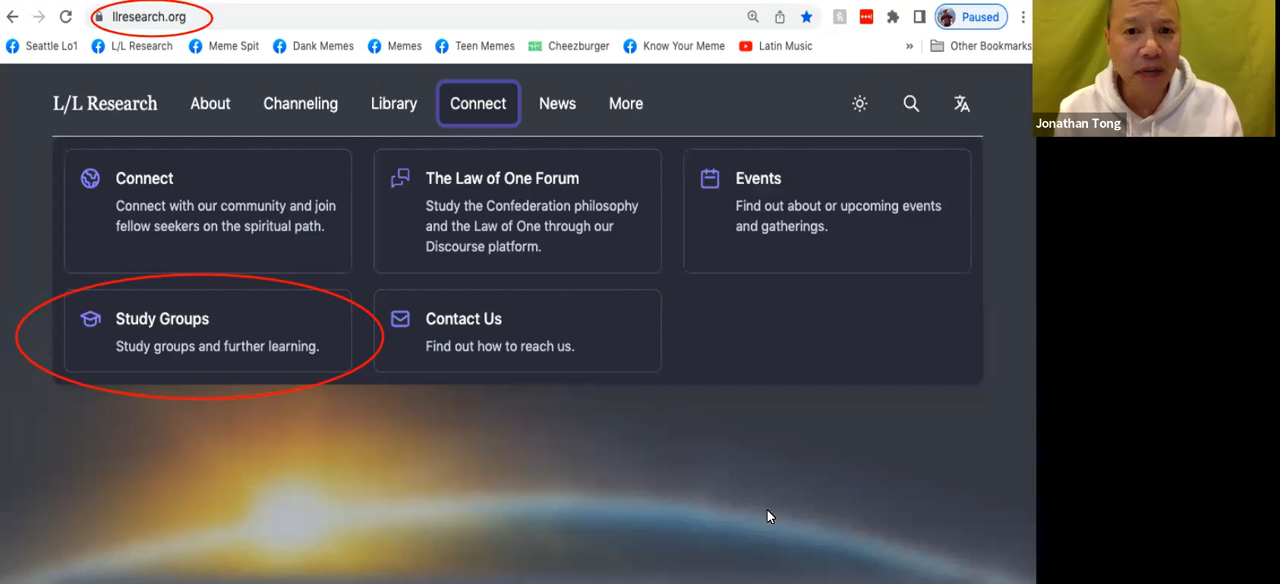 llresearch.org
Paused
Seattle Lo1 L/L Research Meme Spit Dank Memes Memes Teen Memes Cheezburger Know Your Meme Latin Music » Other Bookmarks
L/L Research About Channeling Library Connect News More
Jonathan Tong
Connect
Connect with our community and join
fellow seekers on the spiritual path.
The Law of One Forum
Study the Confederation philosophy
and the Law of One through our
Discourse platform.
Events
Find out about or upcoming events
and gatherings.
Study Groups
Study groups and further learning.
Contact Us
Find out how to reach us.